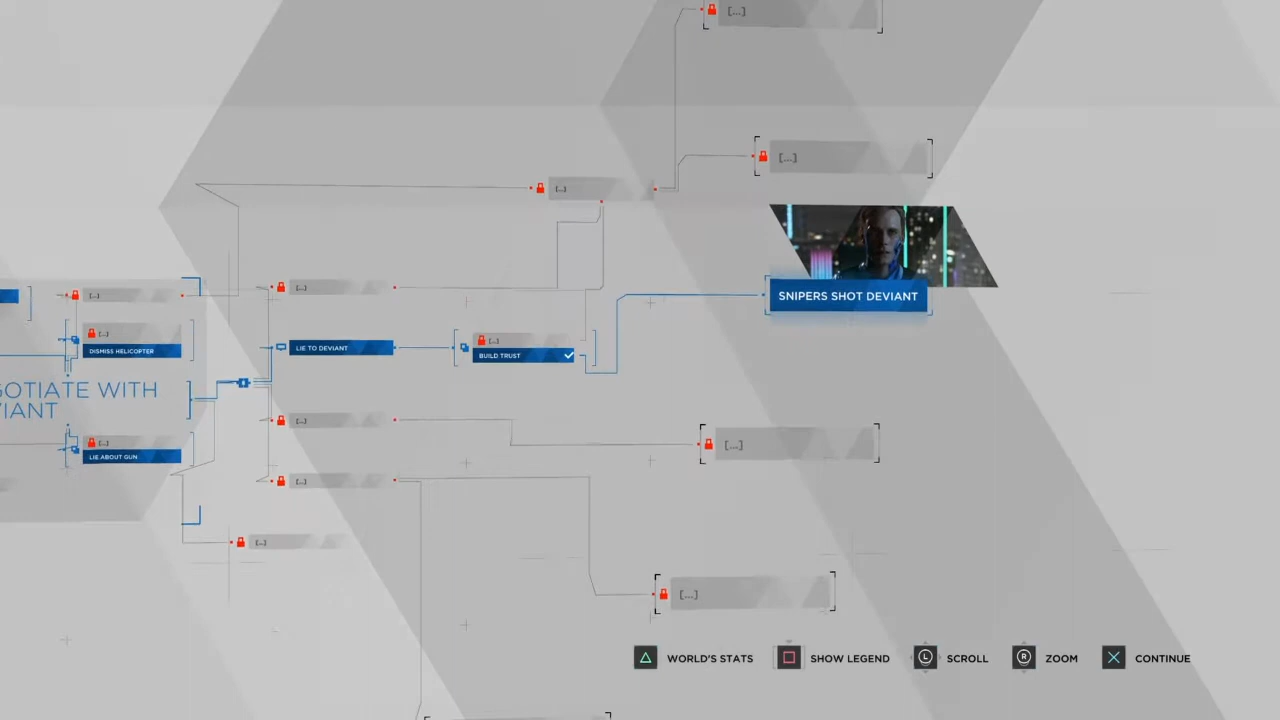 [...]
[...]
[...]
SNIPERS SHOT DEVIANT
[...]
[...]
[...]
DISMISS HELICOPTER
LIE TO DEVIANT
[...]
BUILD TRUST
OTIATE WITH
IANT
[...]
LIE ABOUT GUN
[...]
[...]
[...]
[...]
[...]
WORLD'S STATS
SHOW LEGEND
L
SCROLL
R
ZOOM
CONTINUE